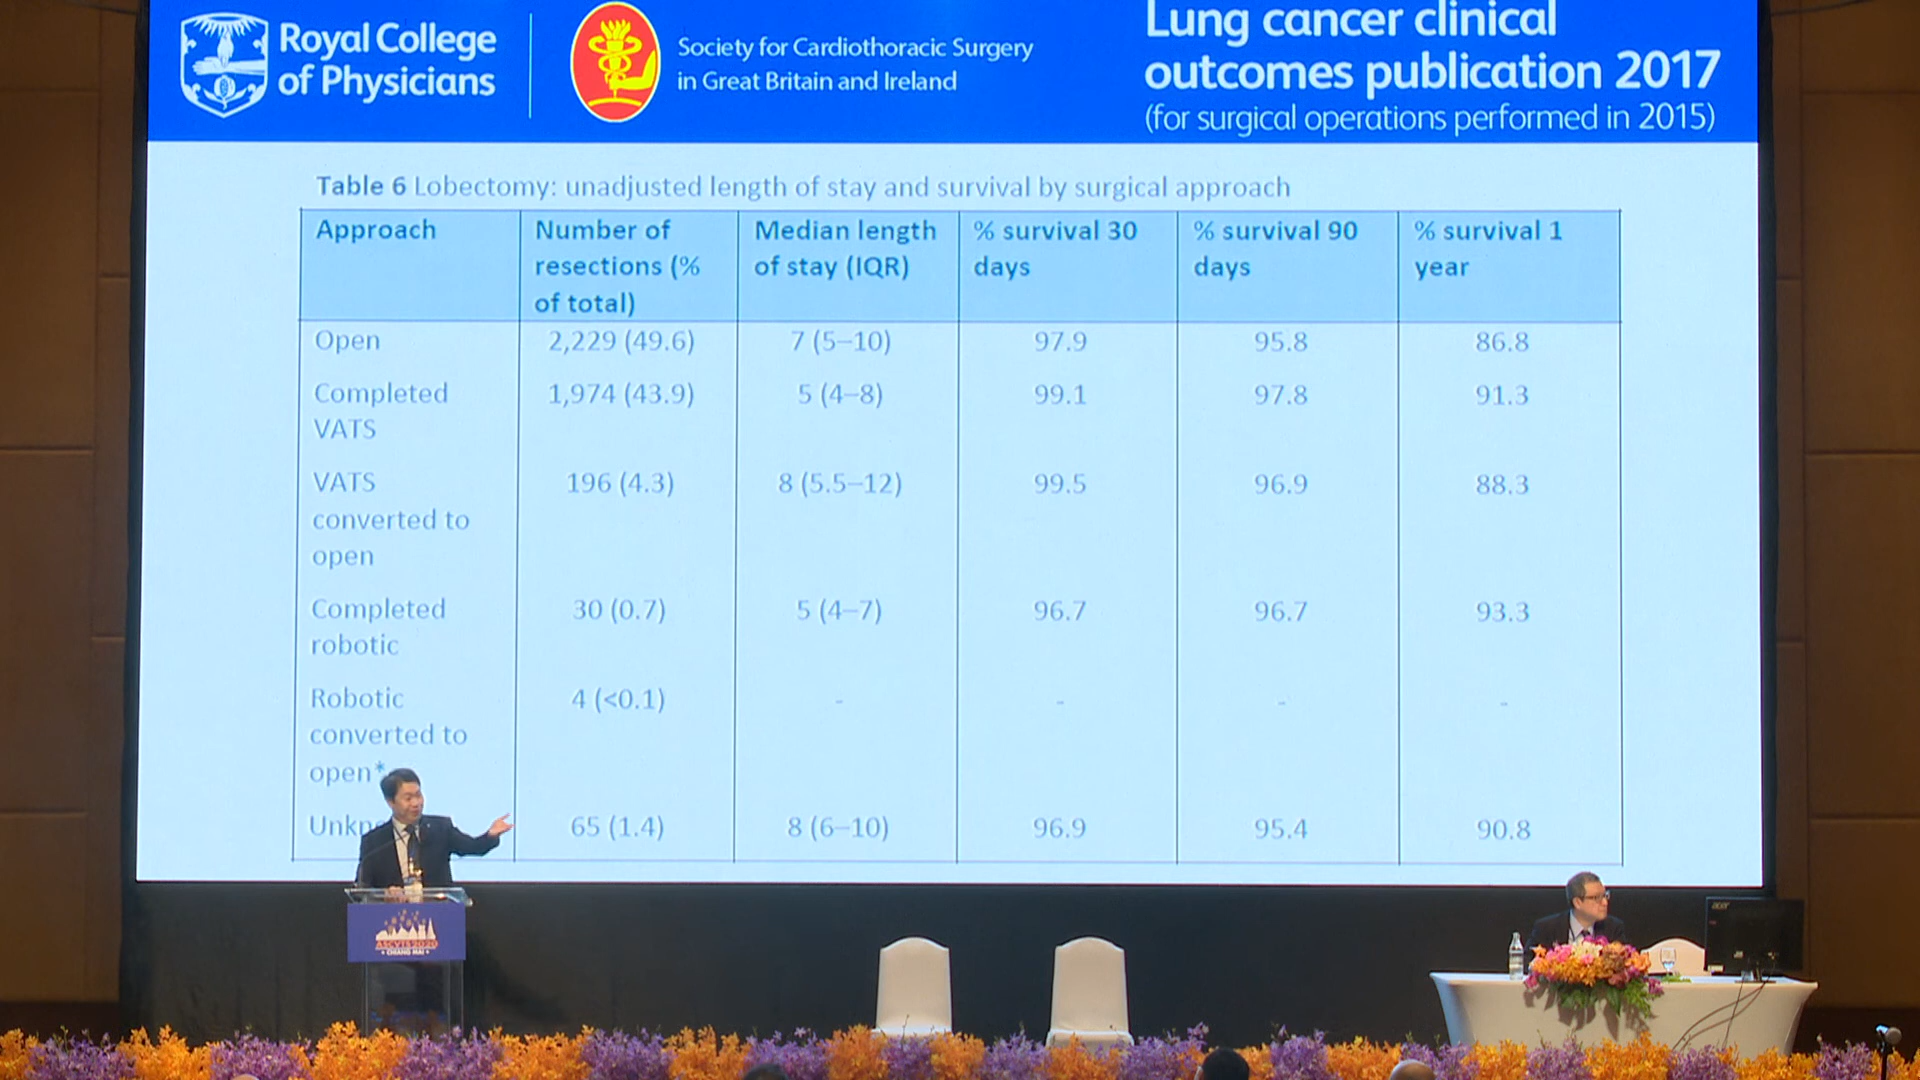 Royal College
of Physicians
Society for Cardiothoracic Surgery
in Great Britain and Ireland
Lung cancer clinical
outcomes publication 2017
(for surgical operations performed in 2015)
Table 6 Lobectomy: unadjusted length of stay and survival by surgical approach
Approach
Number of
resections (%
of total)
Median length
of stay (IQR)
% survival 30
days
% survival 90
days
% survival 1
year
Open 2,229 (49.6) 7 (5–10) 97.9 95.8 86.8
Completed 1,974 (43.9) 5 (4–8) 99.1 97.8 91.3
VATS
VATS 196 (4.3) 8 (5.5–12) 99.5 96.9 88.3
converted to
open
Completed 30 (0.7) 5 (4–7) 96.7 96.7 93.3
robotic
Robotic 4 (<0.1) - - - -
converted to
open*
Unkn 65 (1.4) 8 (6–10) 96.9 95.4 90.8
ASCVTS 2020
• CHIANG MAI •
acer